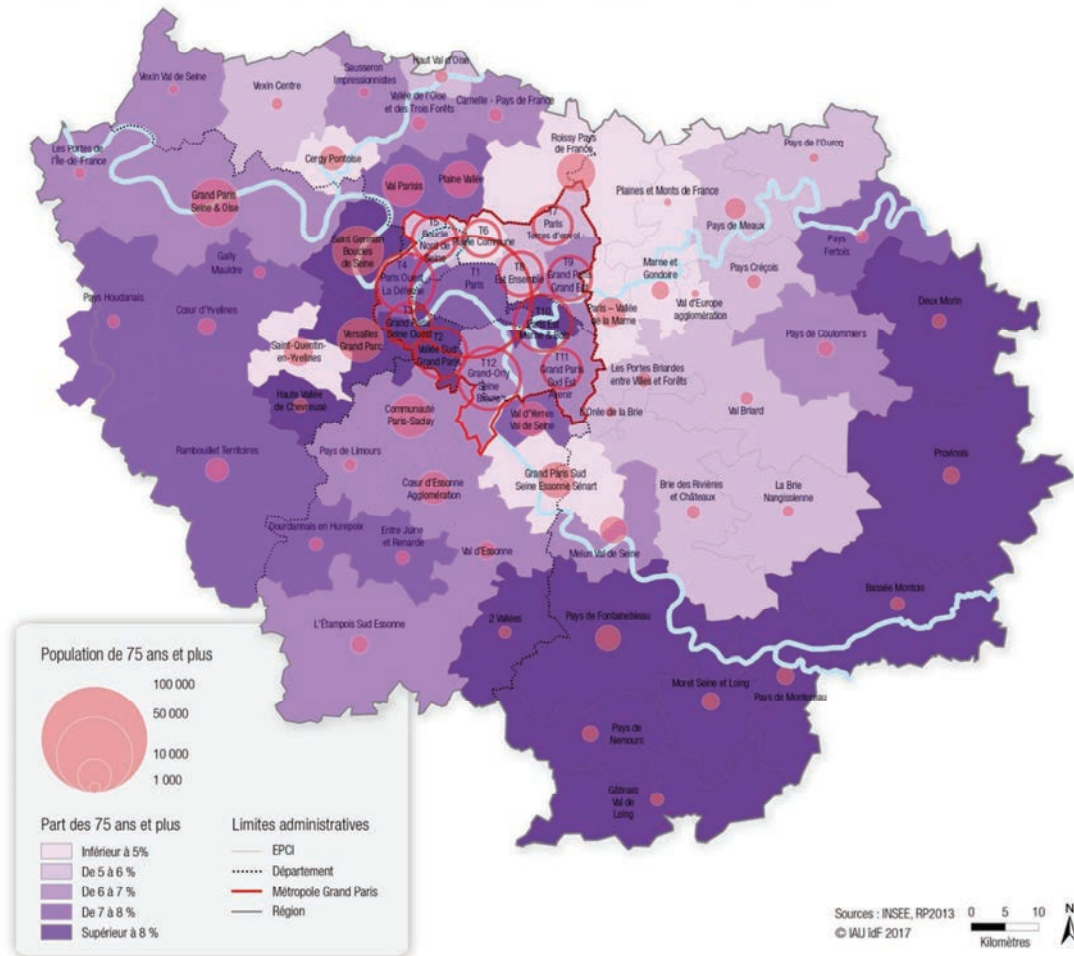 Vexin Val de Seine
Vexin Centre
Sausseron
Impressionnistes
Haut Val d'Oise
Vallée de l'Oise
et des Trois Forêts
Carnelle - Pays de France
Les Portes de
l'Île-de-France
Cergy Pontoise
Roissy Pays
de France
Pays de l'Ourcq
Grand Paris
Seine & Oise
Val Parisis
Plaine Vallée
Plaines et Monts de France
Pays de Meaux
Saint Germain
Boucles
de Seine
T5
Boucle
Nord de
Seine
T6
Plaine Commune
T7
Paris
Terres d'envol
Gally
Mauldre
T4
Paris Ouest
La Défense
T1
Paris
T8
Est Ensemble
T9
Grand Paris
Grand Est
Marne et
Gondoire
Pays Créçois
Pays
Fertois
Pays Houdanais
Cœur d'Yvelines
Val d'Europe
agglomération
Deux Morin
Versailles
Grand Parc
T3
Grand Paris
Seine Ouest
T10
Paris Est
Marne & Bois
Paris – Vallée
de la Marne
Pays de Coulommiers
Saint-Quentin-
en-Yvelines
T2
Vallée Sud
Grand Paris
T12
Grand-Orly
Seine
Bièvre
T11
Grand Paris
Sud Est
Avenir
Les Portes Briardes
entre Villes et Forêts
Haute Vallée
de Chevreuse
Communauté
Paris-Saclay
Val d'Yerres
Val de Seine
L'Orée de la Brie
Val Briard
Rambouillet Territoires
Pays de Limours
Cœur d'Essonne
Agglomération
Grand Paris Sud
Seine Essonne Sénart
Brie des Rivières
et Châteaux
La Brie
Nangissienne
Provinois
Dourdannais en Hurepoix
Entre Juine
et Renarde
Val d'Essonne
Melun Val de Seine
L'Étampois Sud Essonne
2 Vallées
Pays de Fontainebleau
Bassée Montois
Moret Seine et Loing
Pays de Montereau
Pays de
Nemours
Gâtinais
Val de
Loing
Population de 75 ans et plus
100 000
50 000
10 000
1 000
Part des 75 ans et plus
Inférieur à 5%
De 5 à 6 %
De 6 à 7 %
De 7 à 8 %
Supérieur à 8 %
Limites administratives
EPCI
Département
Métropole Grand Paris
Région
Sources : INSEE, RP2013
© IAU îdF 2017
0 5 10
Kilomètres
N